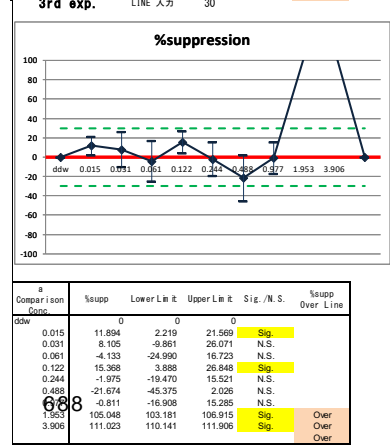 3rd exp. LINE 入力 30
%suppression
100
80
60
40
20
0
-20
-40
-60
-80
-100
ddw 0.015 0.031 0.061 0.122 0.244 0.488 0.977 1.953 3.906
a Comparison Conc. %supp Lower Limit Upper Limit Sig./N.S. %supp Over Line
ddw 0 0 0
0.015 11.894 2.219 21.569 Sig.
0.031 8.105 -9.861 26.071 N.S.
0.061 -4.133 -24.990 16.723 N.S.
0.122 15.368 3.888 26.848 Sig.
0.244 -1.975 -19.470 15.521 N.S.
0.488 -21.674 -45.375 2.026 N.S.
-0.811 -16.908 15.285 N.S.
688
1.953 105.048 103.181 106.915 Sig. Over
3.906 111.023 110.141 111.906 Sig. Over
Over